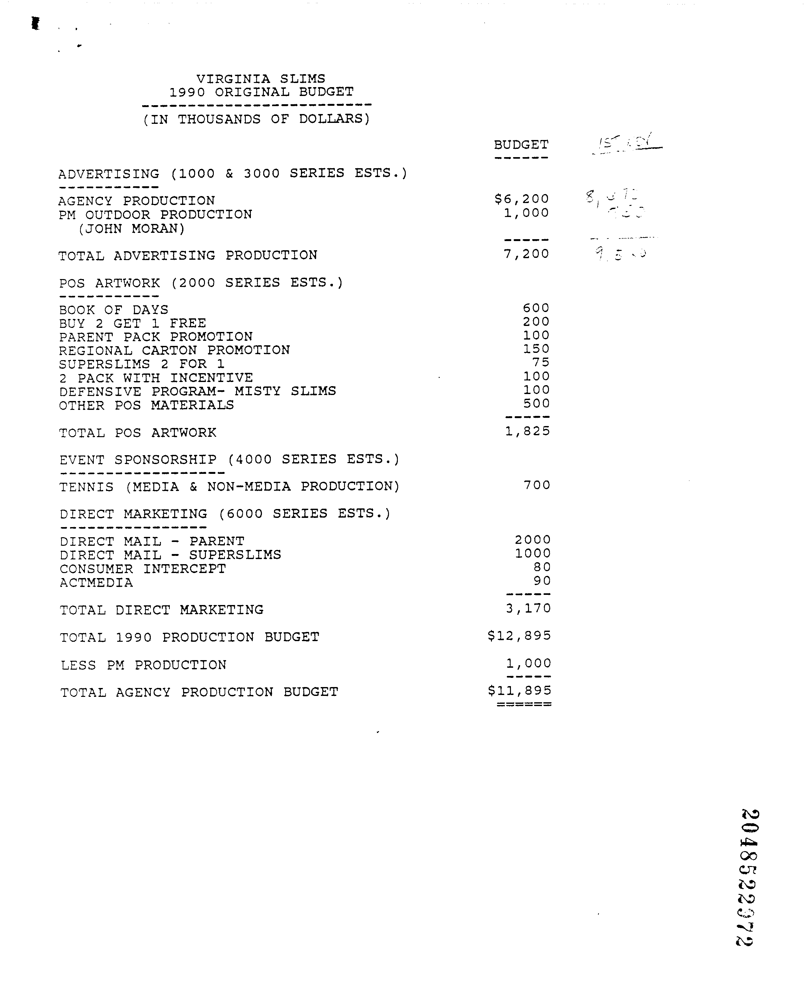 VIRGINIA SLIMS
1990 ORIGINAL BUDGET
--------------------------
(IN THOUSANDS OF DOLLARS)
BUDGET 1ST
------
ADVERTISING (1000 & 3000 SERIES ESTS.)
-----------
AGENCY PRODUCTION $6,200
PM OUTDOOR PRODUCTION 1,000
(JOHN MORAN)
-----
TOTAL ADVERTISING PRODUCTION 7,200
POS ARTWORK (2000 SERIES ESTS.)
-----------
BOOK OF DAYS 600
BUY 2 GET 1 FREE 200
PARENT PACK PROMOTION 100
REGIONAL CARTON PROMOTION 150
SUPERSLIMS 2 FOR 1 75
2 PACK WITH INCENTIVE 100
DEFENSIVE PROGRAM- MISTY SLIMS 100
OTHER POS MATERIALS 500
-----
TOTAL POS ARTWORK 1,825
EVENT SPONSORSHIP (4000 SERIES ESTS.)
------------------
TENNIS (MEDIA & NON-MEDIA PRODUCTION) 700
DIRECT MARKETING (6000 SERIES ESTS.)
----------------
DIRECT MAIL - PARENT 2000
DIRECT MAIL - SUPERSLIMS 1000
CONSUMER INTERCEPT 80
ACTMEDIA 90
-----
TOTAL DIRECT MARKETING 3,170
TOTAL 1990 PRODUCTION BUDGET $12,895
LESS PM PRODUCTION 1,000
-----
TOTAL AGENCY PRODUCTION BUDGET $11,895
======
2048522972